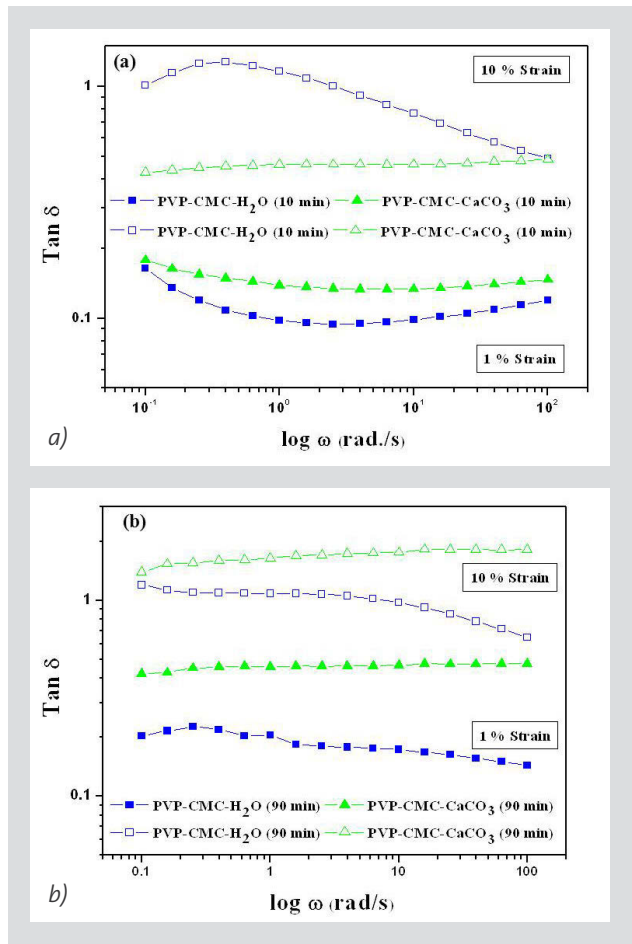 (a)
10 % Strain
1
PVP-CMC-H₂O (10 min) PVP-CMC-CaCO₃ (10 min)
PVP-CMC-H₂O (10 min) PVP-CMC-CaCO₃ (10 min)
Tan δ
0.1
1 % Strain
10⁻¹ 10⁰ 10¹ 10²
a) log ω (rad./s)
(b)
10 % Strain
1
Tan δ
1 % Strain
0.1
PVP-CMC-H₂O (90 min) PVP-CMC-CaCO₃ (90 min)
PVP-CMC-H₂O (90 min) PVP-CMC-CaCO₃ (90 min)
0.1 1 10 100
b) log ω (rad/s)